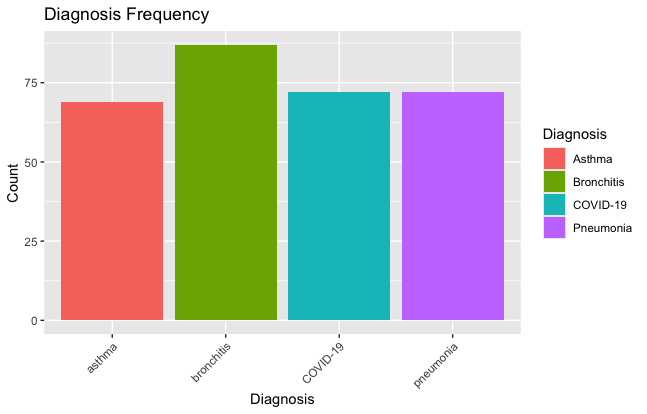 Diagnosis Frequency
Count
75
50
25
0
asthma
bronchitis
COVID-19
pneumonia
Diagnosis
Diagnosis
Asthma
Bronchitis
COVID-19
Pneumonia